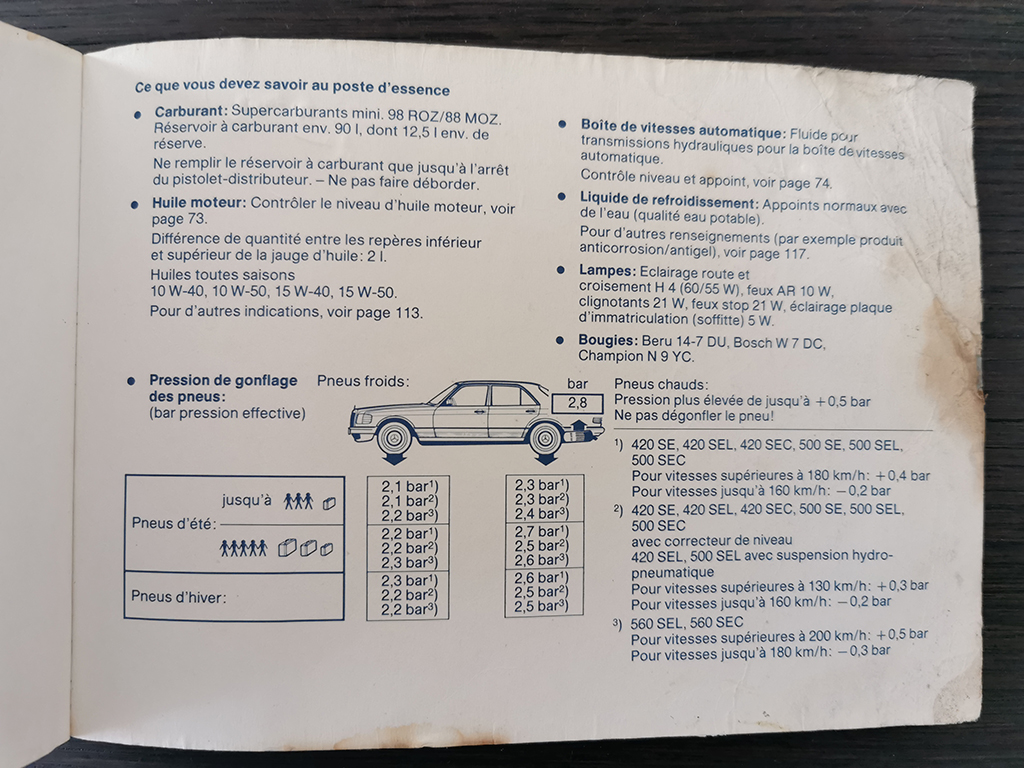 Ce que vous devez savoir au poste d'essence
• Carburant: Supercarburants mini. 98 ROZ/88 MOZ.
Réservoir à carburant env. 90 l, dont 12,5 l env. de
réserve.
Ne remplir le réservoir à carburant que jusqu'à l'arrêt
du pistolet-distributeur. – Ne pas faire déborder.
• Huile moteur: Contrôler le niveau d'huile moteur, voir
page 73.
Différence de quantité entre les repères inférieur
et supérieur de la jauge d'huile: 2 l.
Huiles toutes saisons
10 W-40, 10 W-50, 15 W-40, 15 W-50.
Pour d'autres indications, voir page 113.
• Boîte de vitesses automatique: Fluide pour
transmissions hydrauliques pour la boîte de vitesses
automatique.
Contrôle niveau et appoint, voir page 74.
• Liquide de refroidissement: Appoints normaux avec
de l'eau (qualité eau potable).
Pour d'autres renseignements (par exemple produit
anticorrosion/antigel), voir page 117.
• Lampes: Eclairage route et
croisement H 4 (60/55 W), feux AR 10 W,
clignotants 21 W, feux stop 21 W, éclairage plaque
d'immatriculation (soffitte) 5 W.
• Bougies: Beru 14-7 DU, Bosch W 7 DC,
Champion N 9 YC.
• Pression de gonflage
des pneus:
(bar pression effective)
Pneus froids:
bar
2,8
Pneus chauds:
Pression plus élevée de jusqu'à +0,5 bar
Ne pas dégonfler le pneu!
Pneus d'été:
jusqu'à
2,1 bar¹) 2,3 bar¹)
2,1 bar²) 2,3 bar²)
2,2 bar³) 2,4 bar³)
2,2 bar¹) 2,7 bar¹)
2,2 bar²) 2,5 bar²)
2,3 bar³) 2,6 bar³)
Pneus d'hiver:
2,3 bar¹) 2,6 bar¹)
2,2 bar²) 2,5 bar²)
2,2 bar³) 2,5 bar³)
¹) 420 SE, 420 SEL, 420 SEC, 500 SE, 500 SEL,
500 SEC
Pour vitesses supérieures à 180 km/h: +0,4 bar
Pour vitesses jusqu'à 160 km/h: –0,2 bar
²) 420 SE, 420 SEL, 420 SEC, 500 SE, 500 SEL,
500 SEC
avec correcteur de niveau
420 SEL, 500 SEL avec suspension hydro-
pneumatique
Pour vitesses supérieures à 130 km/h: +0,3 bar
Pour vitesses jusqu'à 160 km/h: –0,2 bar
³) 560 SEL, 560 SEC
Pour vitesses supérieures à 200 km/h: +0,5 bar
Pour vitesses jusqu'à 180 km/h: –0,3 bar